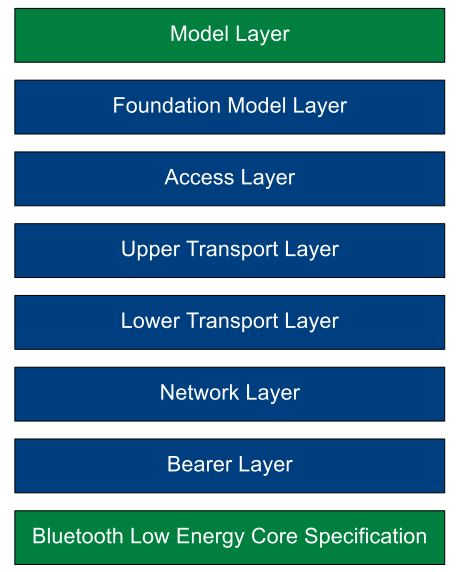 Model Layer
Foundation Model Layer
Access Layer
Upper Transport Layer
Lower Transport Layer
Network Layer
Bearer Layer
Bluetooth Low Energy Core Specification